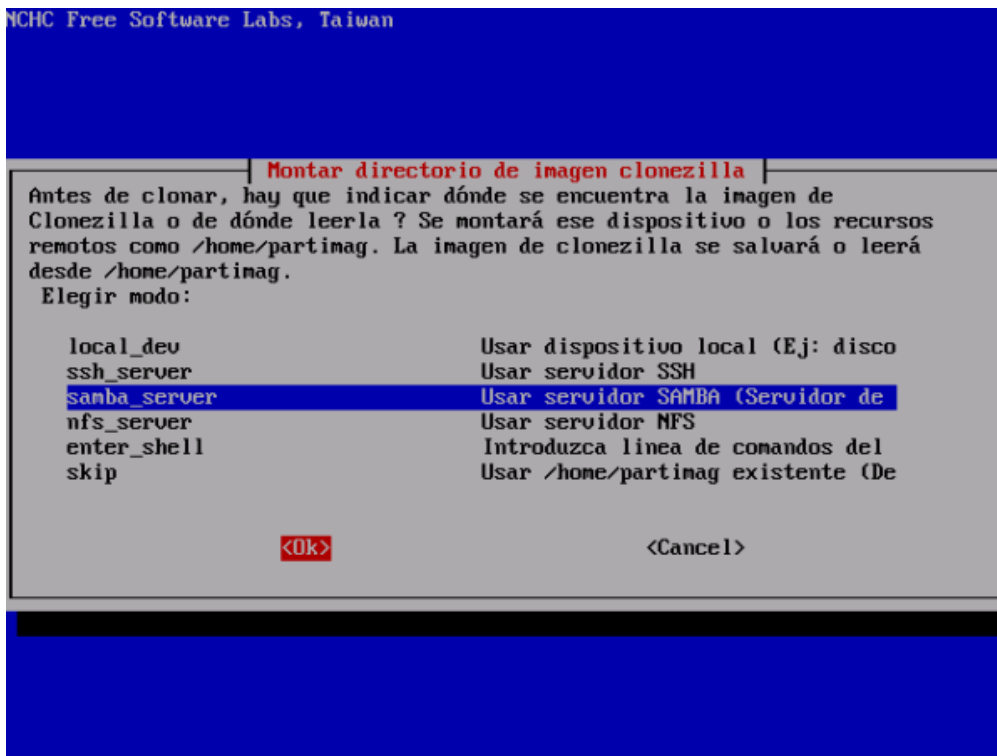 NCHC Free Software Labs, Taiwan
Montar directorio de imagen clonezilla
Antes de clonar, hay que indicar dónde se encuentra la imagen de
Clonezilla o de dónde leerla ? Se montará ese dispositivo o los recursos
remotos como /home/partimag. La imagen de clonezilla se salvará o leerá
desde /home/partimag.
Elegir modo:
local_dev Usar dispositivo local (Ej: disco
ssh_server Usar servidor SSH
samba_server Usar servidor SAMBA (Servidor de
nfs_server Usar servidor NFS
enter_shell Introduzca linea de comandos del
skip Usar /home/partimag existente (De
<Ok> <Cancel>